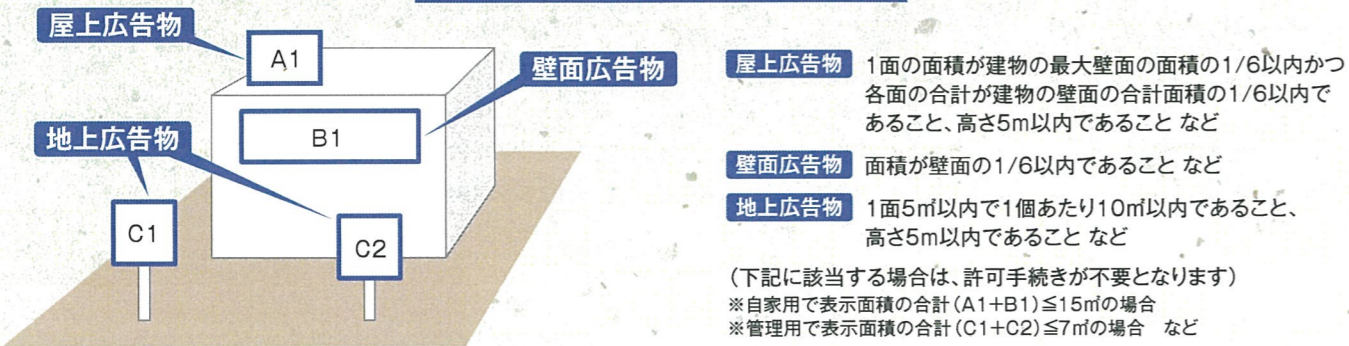 屋上広告物
A1
壁面広告物
B1
地上広告物
C1
C2
屋上広告物 1面の面積が建物の最大壁面の面積の1/6以内かつ
各面の合計が建物の壁面の合計面積の1/6以内で
あること、高さ5m以内であること など
壁面広告物 面積が壁面の1/6以内であること など
地上広告物 1面5㎡以内で1個あたり10㎡以内であること、
高さ5m以内であること など
(下記に該当する場合は、許可手続きが不要となります)
※自家用で表示面積の合計(A1+B1)≦15㎡の場合
※管理用で表示面積の合計(C1+C2)≦7㎡の場合 など